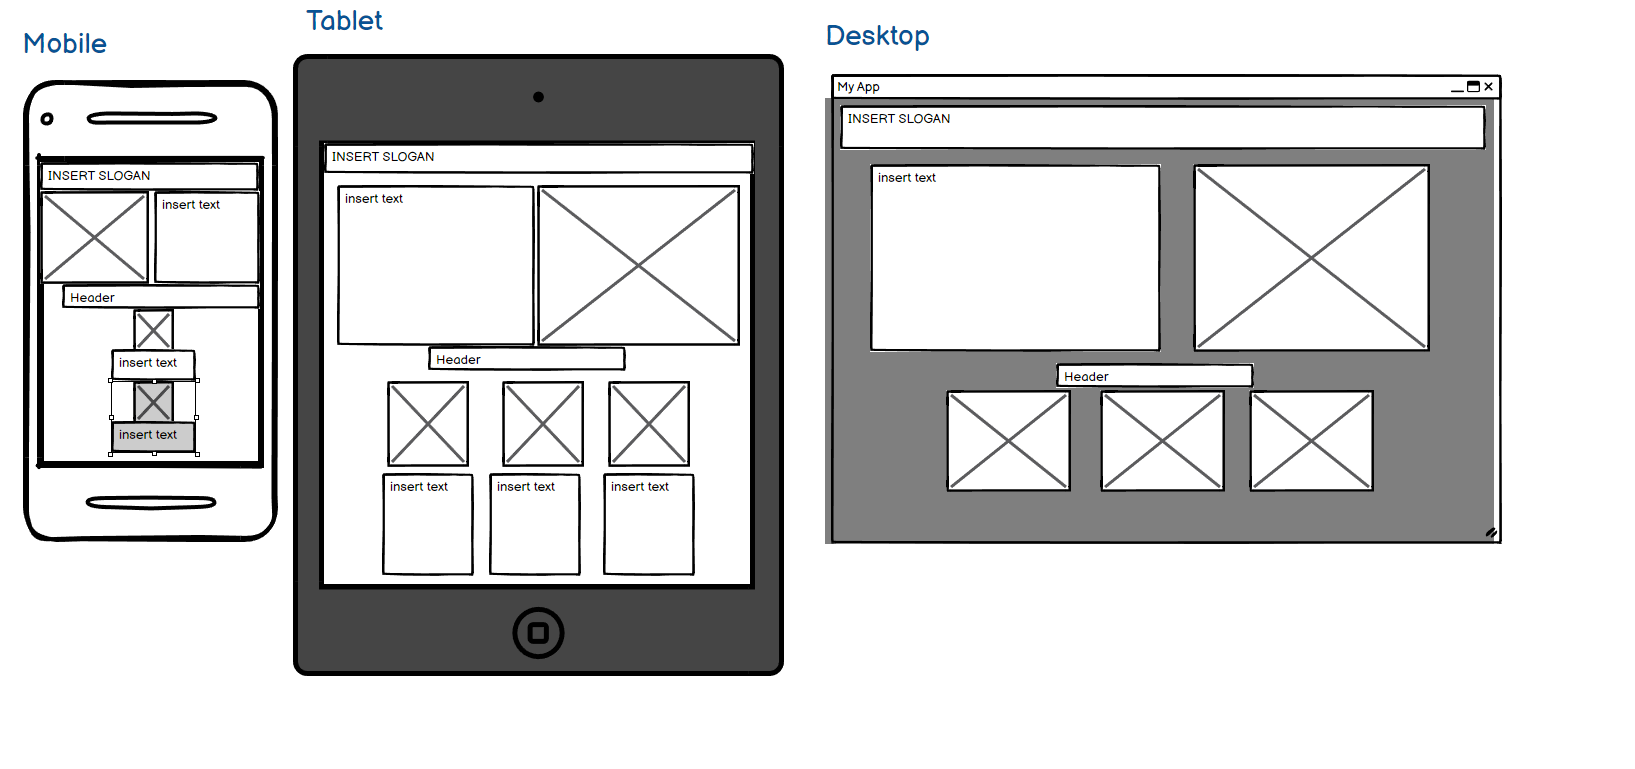 Mobile
INSERT SLOGAN
insert text
Header
insert text
insert text
Tablet
INSERT SLOGAN
insert text
Header
insert text
insert text
insert text
Desktop
My App
INSERT SLOGAN
insert text
Header